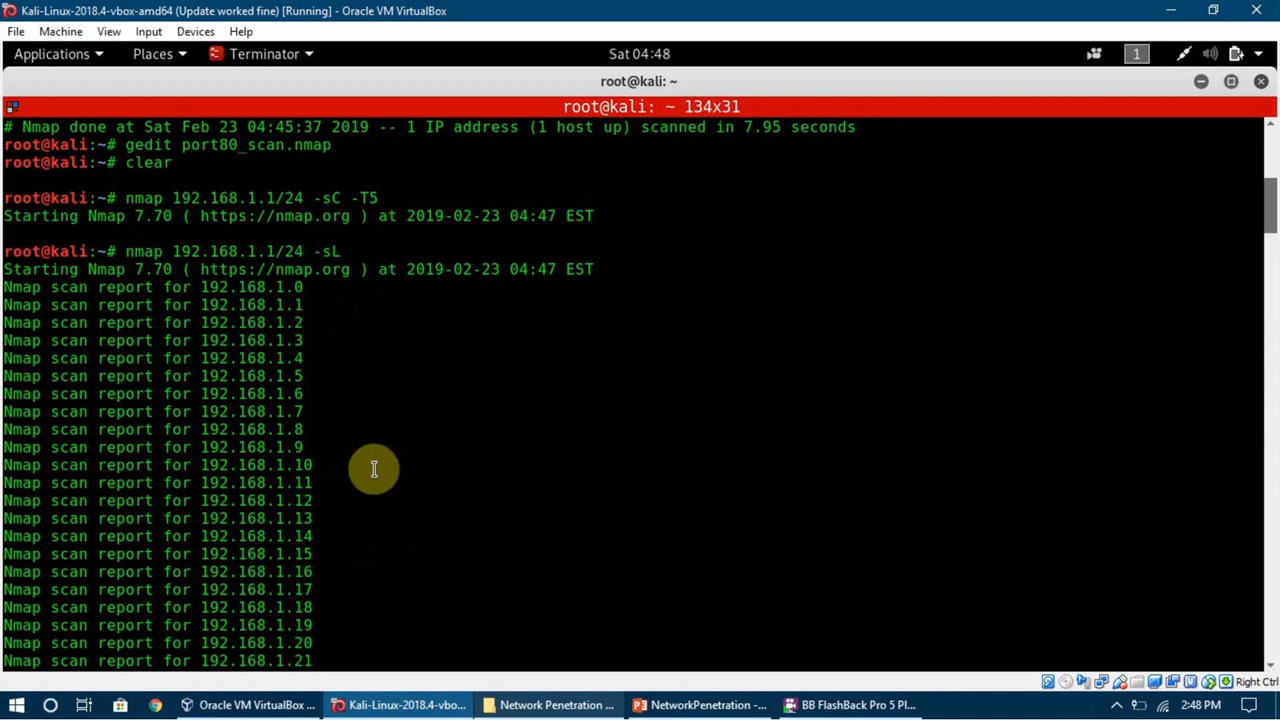 Kali-Linux-2018.4-vbox-amd64 (Update worked fine) [Running] - Oracle VM VirtualBox
File Machine View Input Devices Help
Applications Places Terminator Sat 04:48 1
root@kali: ~
root@kali: ~ 134x31
# Nmap done at Sat Feb 23 04:45:37 2019 -- 1 IP address (1 host up) scanned in 7.95 seconds
root@kali:~# gedit port80_scan.nmap
root@kali:~# clear
root@kali:~# nmap 192.168.1.1/24 -sC -T5
Starting Nmap 7.70 ( https://nmap.org ) at 2019-02-23 04:47 EST
root@kali:~# nmap 192.168.1.1/24 -sL
Starting Nmap 7.70 ( https://nmap.org ) at 2019-02-23 04:47 EST
Nmap scan report for 192.168.1.0
Nmap scan report for 192.168.1.1
Nmap scan report for 192.168.1.2
Nmap scan report for 192.168.1.3
Nmap scan report for 192.168.1.4
Nmap scan report for 192.168.1.5
Nmap scan report for 192.168.1.6
Nmap scan report for 192.168.1.7
Nmap scan report for 192.168.1.8
Nmap scan report for 192.168.1.9
Nmap scan report for 192.168.1.10
Nmap scan report for 192.168.1.11
Nmap scan report for 192.168.1.12
Nmap scan report for 192.168.1.13
Nmap scan report for 192.168.1.14
Nmap scan report for 192.168.1.15
Nmap scan report for 192.168.1.16
Nmap scan report for 192.168.1.17
Nmap scan report for 192.168.1.18
Nmap scan report for 192.168.1.19
Nmap scan report for 192.168.1.20
Nmap scan report for 192.168.1.21
Right Ctrl
Oracle VM VirtualBox ... Kali-Linux-2018.4-vbo... Network Penetration ... NetworkPenetration -... BB FlashBack Pro 5 Pl... 2:48 PM